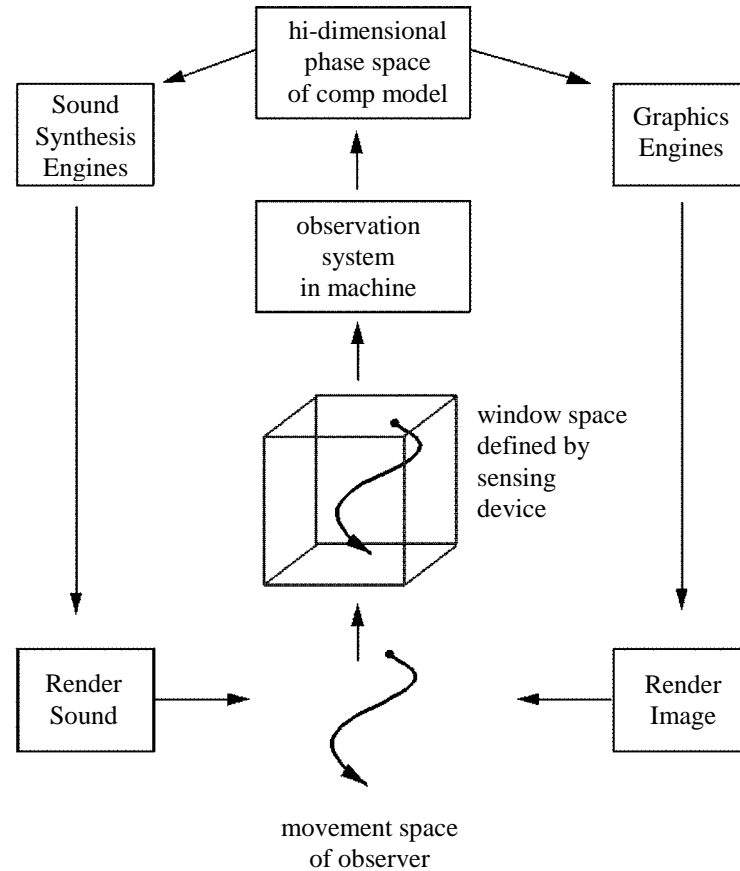 hi-dimensional
phase space
of comp model
Sound
Synthesis
Engines
Graphics
Engines
observation
system
in machine
window space
defined by
sensing
device
Render
Sound
Render
Image
movement space
of observer